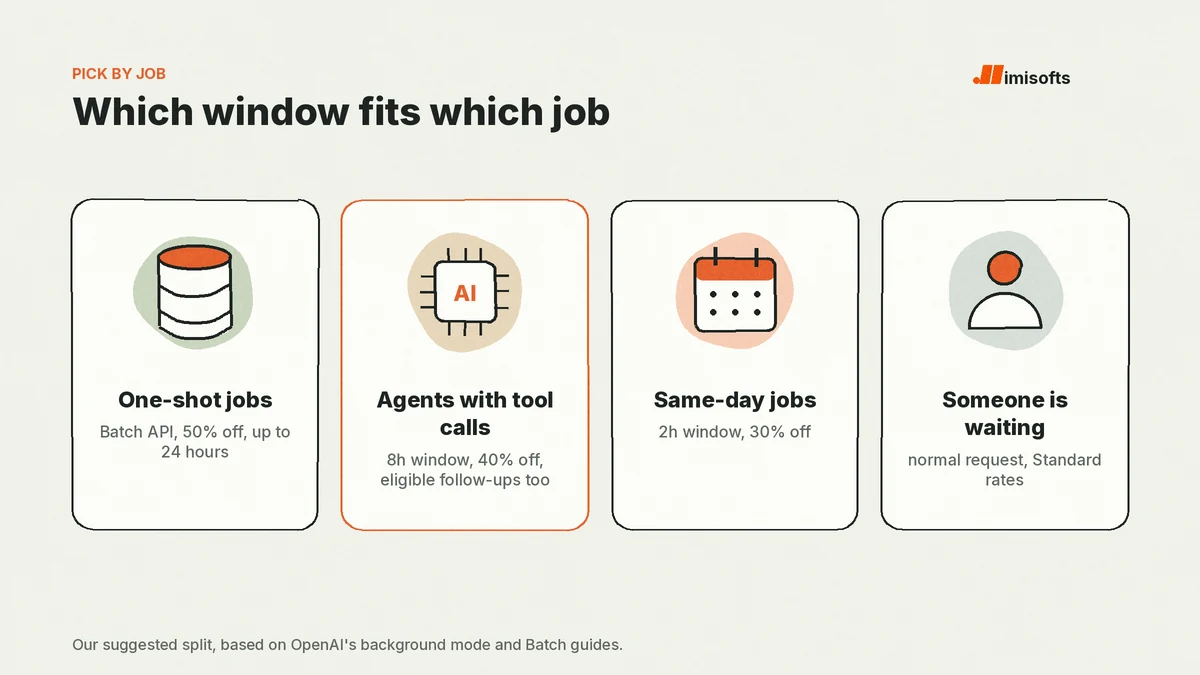 PICK BY JOB
imisofts
Which window fits which job
AI
One-shot jobs
Batch API, 50% off, up to
24 hours
Agents with tool
calls
8h window, 40% off,
eligible follow-ups too
Same-day jobs
2h window, 30% off
Someone is
waiting
normal request, Standard
rates
Our suggested split, based on OpenAI's background mode and Batch guides.